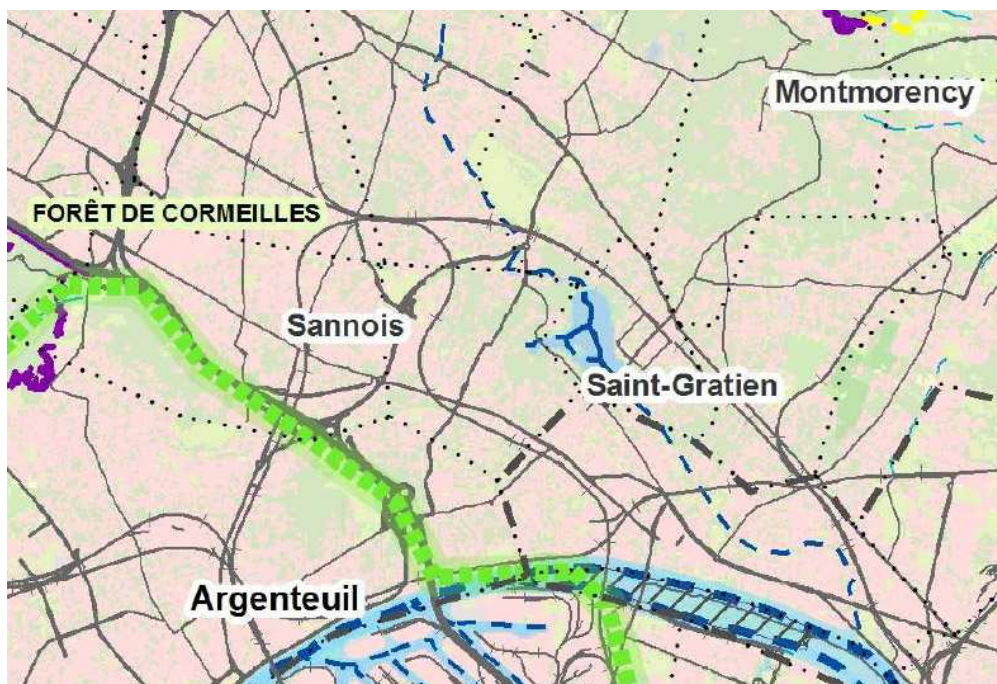 Montmorency
FORÊT DE CORMEILLES
Sannois
Saint-Gratien
Argenteuil